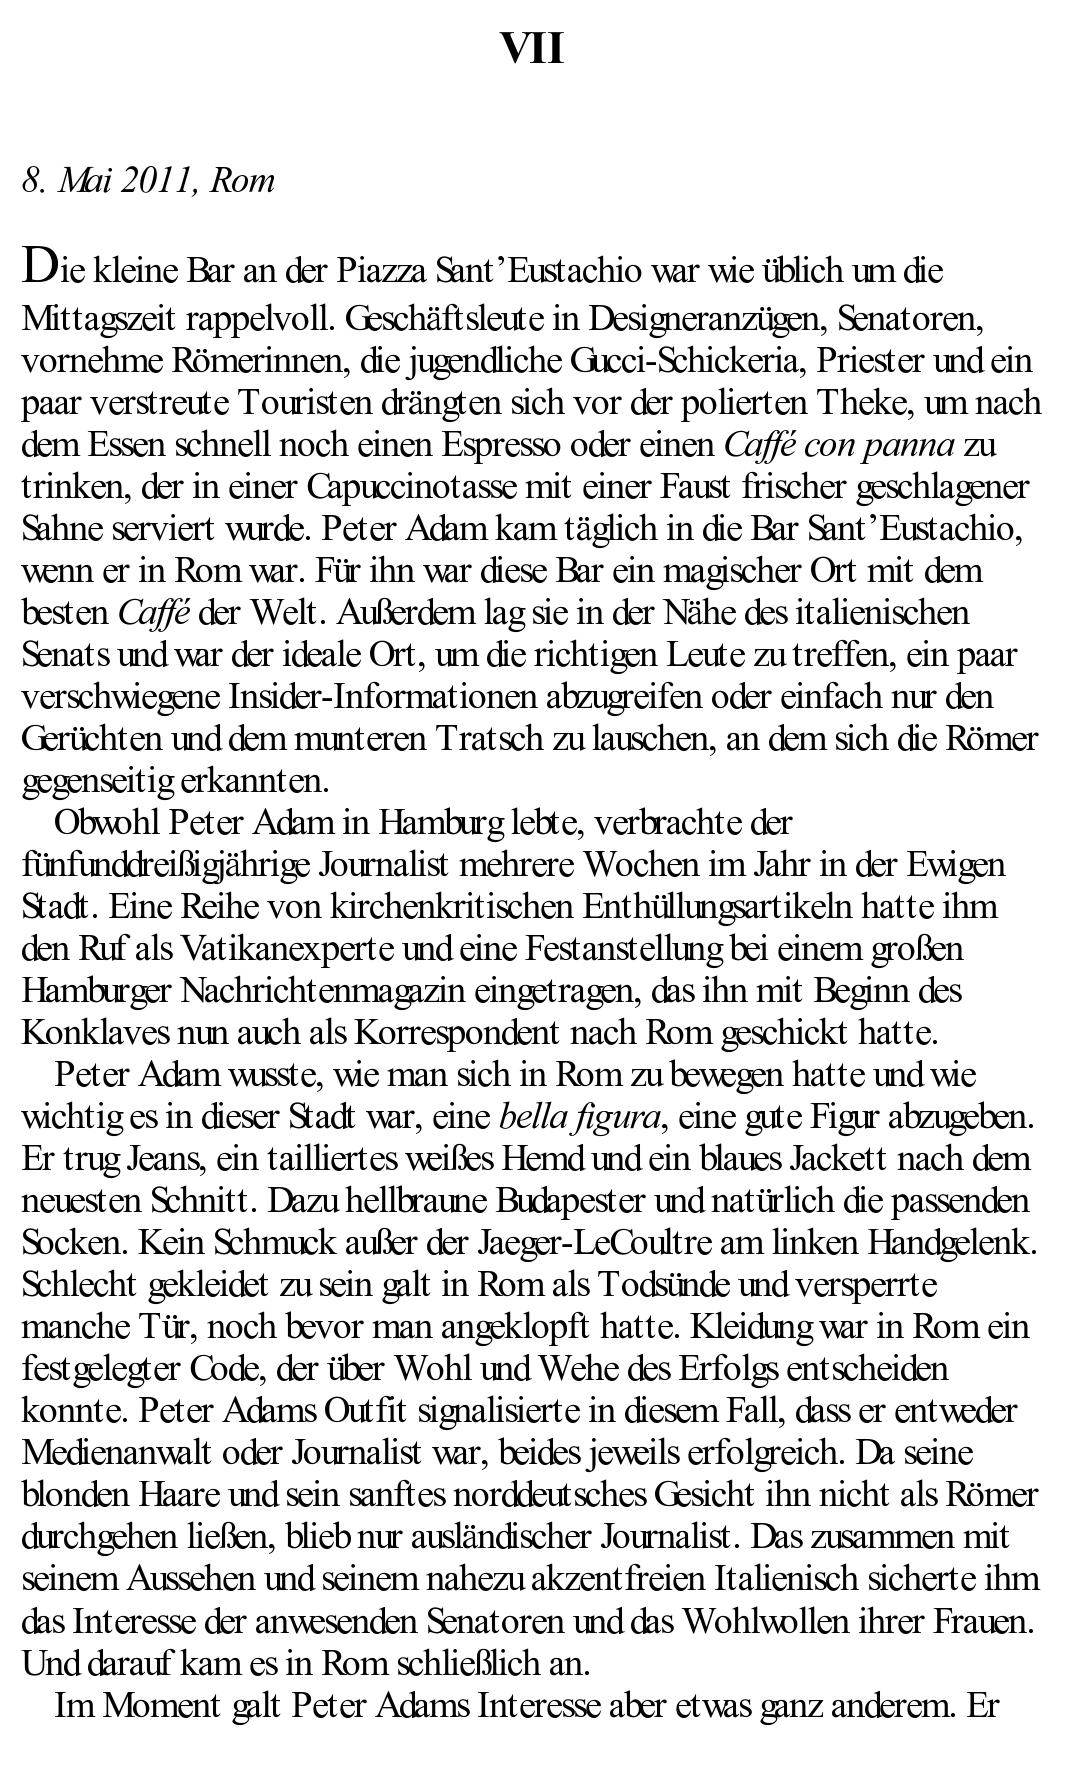 VII
8. Mai 2011, Rom
Die kleine Bar an der Piazza Sant’Eustachio war wie üblich um die
Mittagszeit rappelvoll. Geschäftsleute in Designeranzügen, Senatoren,
vornehme Römerinnen, die jugendliche Gucci-Schickeria, Priester und ein
paar verstreute Touristen drängten sich vor der polierten Theke, um nach
dem Essen schnell noch einen Espresso oder einen Caffé con panna zu
trinken, der in einer Capuccinotasse mit einer Faust frischer geschlagener
Sahne serviert wurde. Peter Adam kam täglich in die Bar Sant’Eustachio,
wenn er in Rom war. Für ihn war diese Bar ein magischer Ort mit dem
besten Caffé der Welt. Außerdem lag sie in der Nähe des italienischen
Senats und war der ideale Ort, um die richtigen Leute zu treffen, ein paar
verschwiegene Insider-Informationen abzugreifen oder einfach nur den
Gerüchten und dem munteren Tratsch zu lauschen, an dem sich die Römer
gegenseitig erkannten.
Obwohl Peter Adam in Hamburg lebte, verbrachte der
fünfunddreißigjährige Journalist mehrere Wochen im Jahr in der Ewigen
Stadt. Eine Reihe von kirchenkritischen Enthüllungsartikeln hatte ihm
den Ruf als Vatikanexperte und eine Festanstellung bei einem großen
Hamburger Nachrichtenmagazin eingetragen, das ihn mit Beginn des
Konklaves nun auch als Korrespondent nach Rom geschickt hatte.
Peter Adam wusste, wie man sich in Rom zu bewegen hatte und wie
wichtig es in dieser Stadt war, eine bella figura, eine gute Figur abzugeben.
Er trug Jeans, ein tailliertes weißes Hemd und ein blaues Jackett nach dem
neuesten Schnitt. Dazu hellbraune Budapester und natürlich die passenden
Socken. Kein Schmuck außer der Jaeger-LeCoultre am linken Handgelenk.
Schlecht gekleidet zu sein galt in Rom als Todsünde und versperrte
manche Tür, noch bevor man angeklopft hatte. Kleidung war in Rom ein
festgelegter Code, der über Wohl und Wehe des Erfolgs entscheiden
konnte. Peter Adams Outfit signalisierte in diesem Fall, dass er entweder
Medienanwalt oder Journalist war, beides jeweils erfolgreich. Da seine
blonden Haare und sein sanftes norddeutsches Gesicht ihn nicht als Römer
durchgehen ließen, blieb nur ausländischer Journalist. Das zusammen mit
seinem Aussehen und seinem nahezu akzentfreien Italienisch sicherte ihm
das Interesse der anwesenden Senatoren und das Wohlwollen ihrer Frauen.
Und darauf kam es in Rom schließlich an.
Im Moment galt Peter Adams Interesse aber etwas ganz anderem. Er